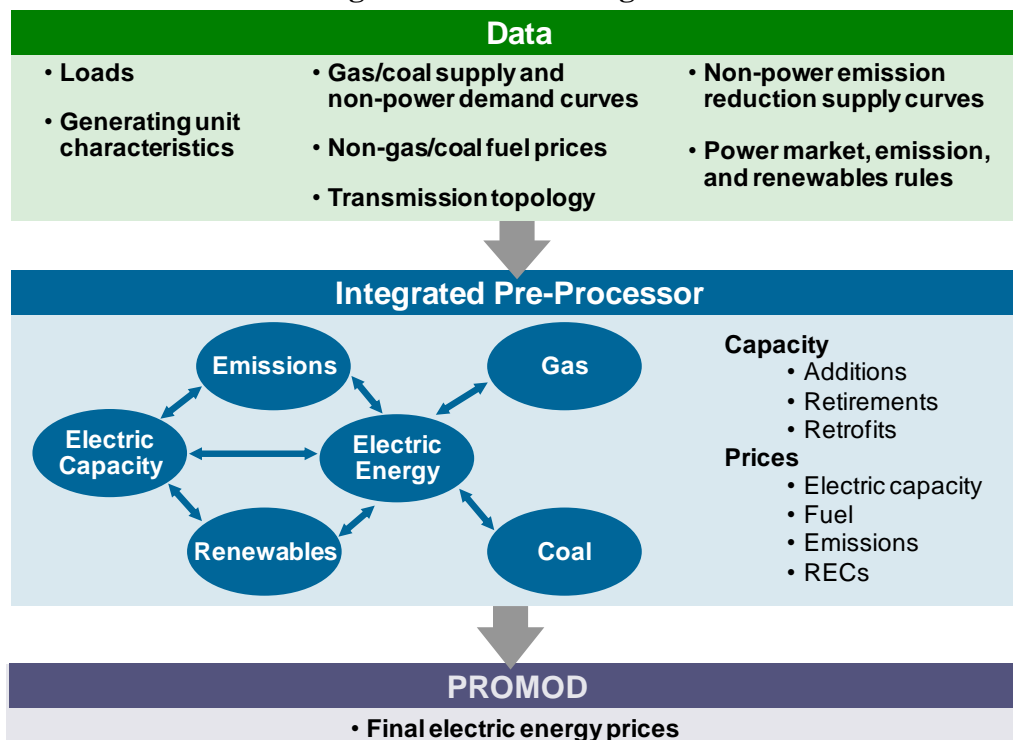 Data
• Loads
• Generating unit
characteristics
• Gas/coal supply and
non-power demand curves
• Non-gas/coal fuel prices
• Transmission topology
• Non-power emission
reduction supply curves
• Power market, emission,
and renewables rules
Integrated Pre-Processor
Emissions
Gas
Electric
Capacity
Electric
Energy
Renewables
Coal
Capacity
• Additions
• Retirements
• Retrofits
Prices
• Electric capacity
• Fuel
• Emissions
• RECs
PROMOD
• Final electric energy prices